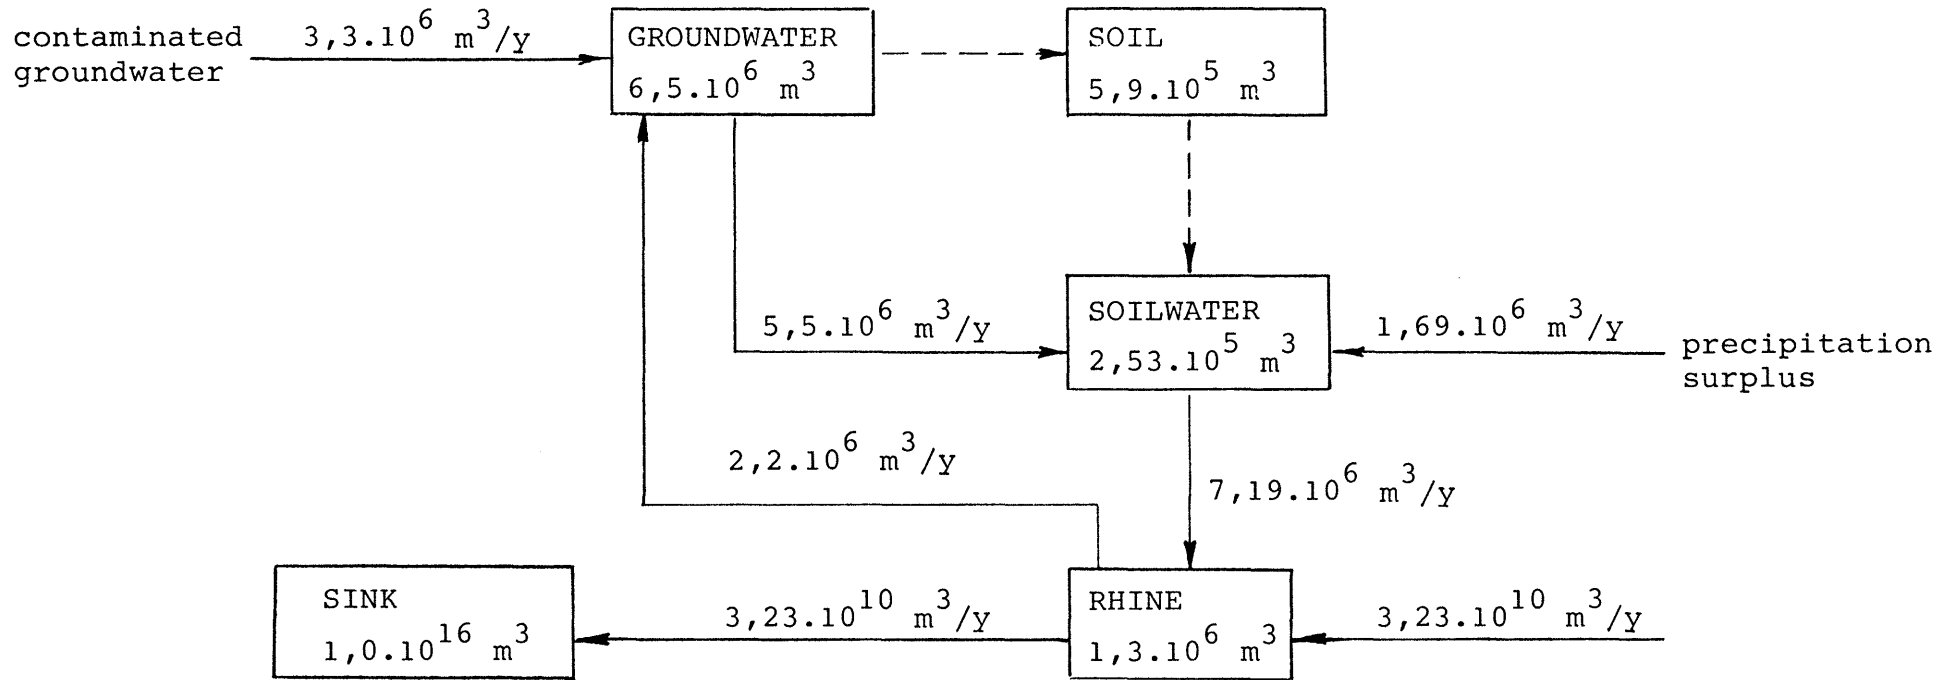 contaminated
groundwater
3,3.10⁶ m³/y
GROUNDWATER
6,5.10⁶ m³
SOIL
5,9.10⁵ m³
5,5.10⁶ m³/y
SOILWATER
2,53.10⁵ m³
1,69.10⁶ m³/y
precipitation
surplus
2,2.10⁶ m³/y
7,19.10⁶ m³/y
SINK
1,0.10¹⁶ m³
3,23.10¹⁰ m³/y
RHINE
1,3.10⁶ m³
3,23.10¹⁰ m³/y